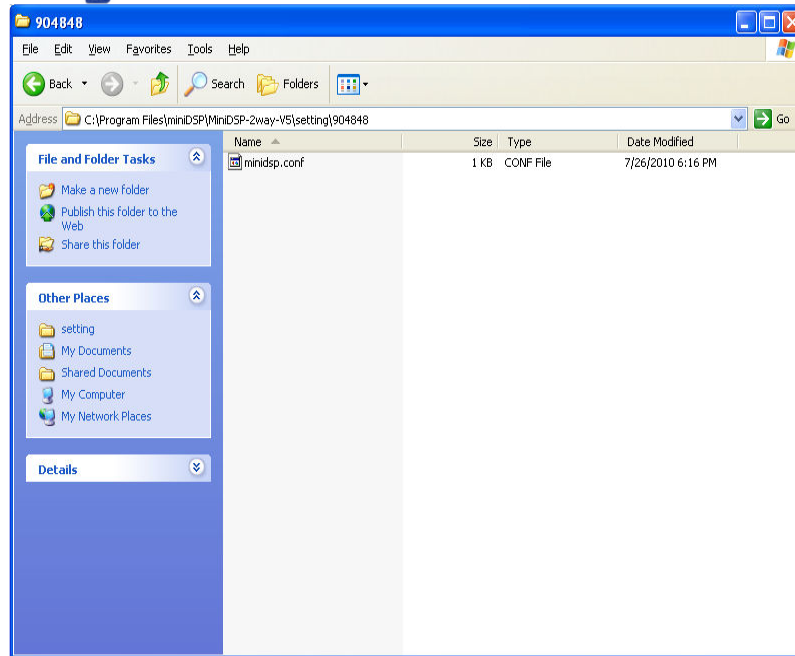 904848
File Edit View Favorites Tools Help
Back Search Folders
Address C:\Program Files\miniDSP\MiniDSP-2way-V5\setting\904848 Go
Name Size Type Date Modified
minidsp.conf 1 KB CONF File 7/26/2010 6:16 PM
File and Folder Tasks
Make a new folder
Publish this folder to the
Web
Share this folder
Other Places
setting
My Documents
Shared Documents
My Computer
My Network Places
Details